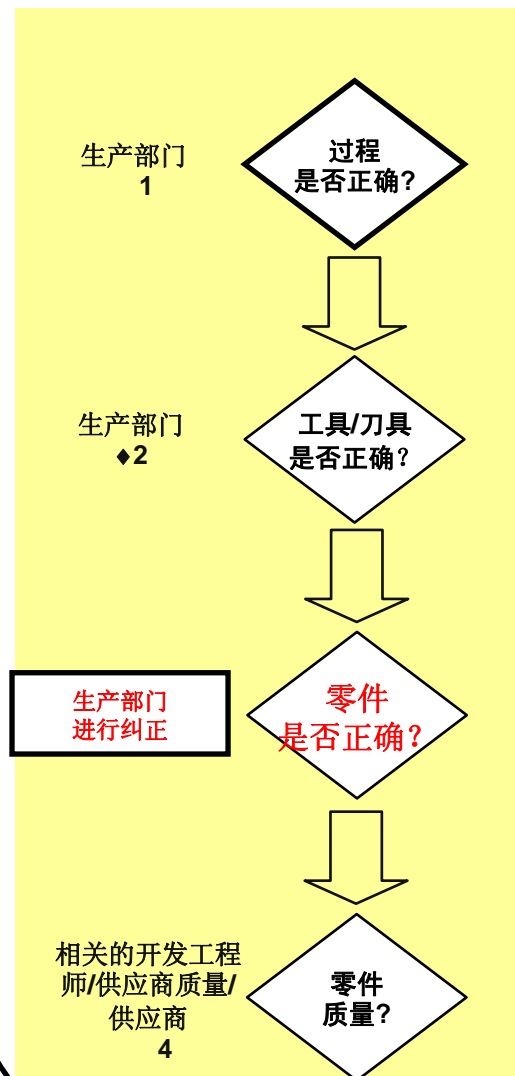 生产部门
1
过程
是否正确?
生产部门
♦2
工具/刀具
是否正确？
生产部门
进行纠正
零件
是否正确？
相关的开发工程
师/供应商质量/
供应商
4
零件
质量?